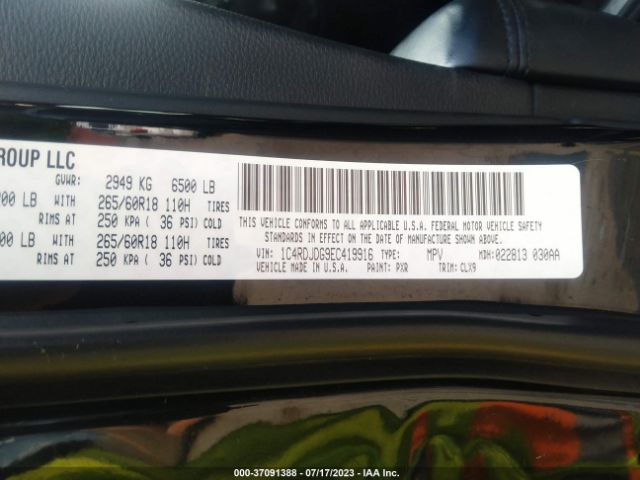 ROUP LLC
GVWR: 2949 KG 6500 LB
00 LB WITH 265/60R18 110H TIRES
RIMS AT 250 KPA ( 36 PSI) COLD
00 LB WITH 265/60R18 110H TIRES
RIMS AT 250 KPA ( 36 PSI) COLD
THIS VEHICLE CONFORMS TO ALL APPLICABLE U.S.A. FEDERAL MOTOR VEHICLE SAFETY
STANDARDS IN EFFECT ON THE DATE OF MANUFACTURE SHOWN ABOVE.
VIN: 1C4RDJDG9EC419916 TYPE: MPV MDH: 022813 030AA
VEHICLE MADE IN U.S.A. PAINT: PXR TRIM: CLX9
000-37091388 - 07/17/2023 - IAA Inc.